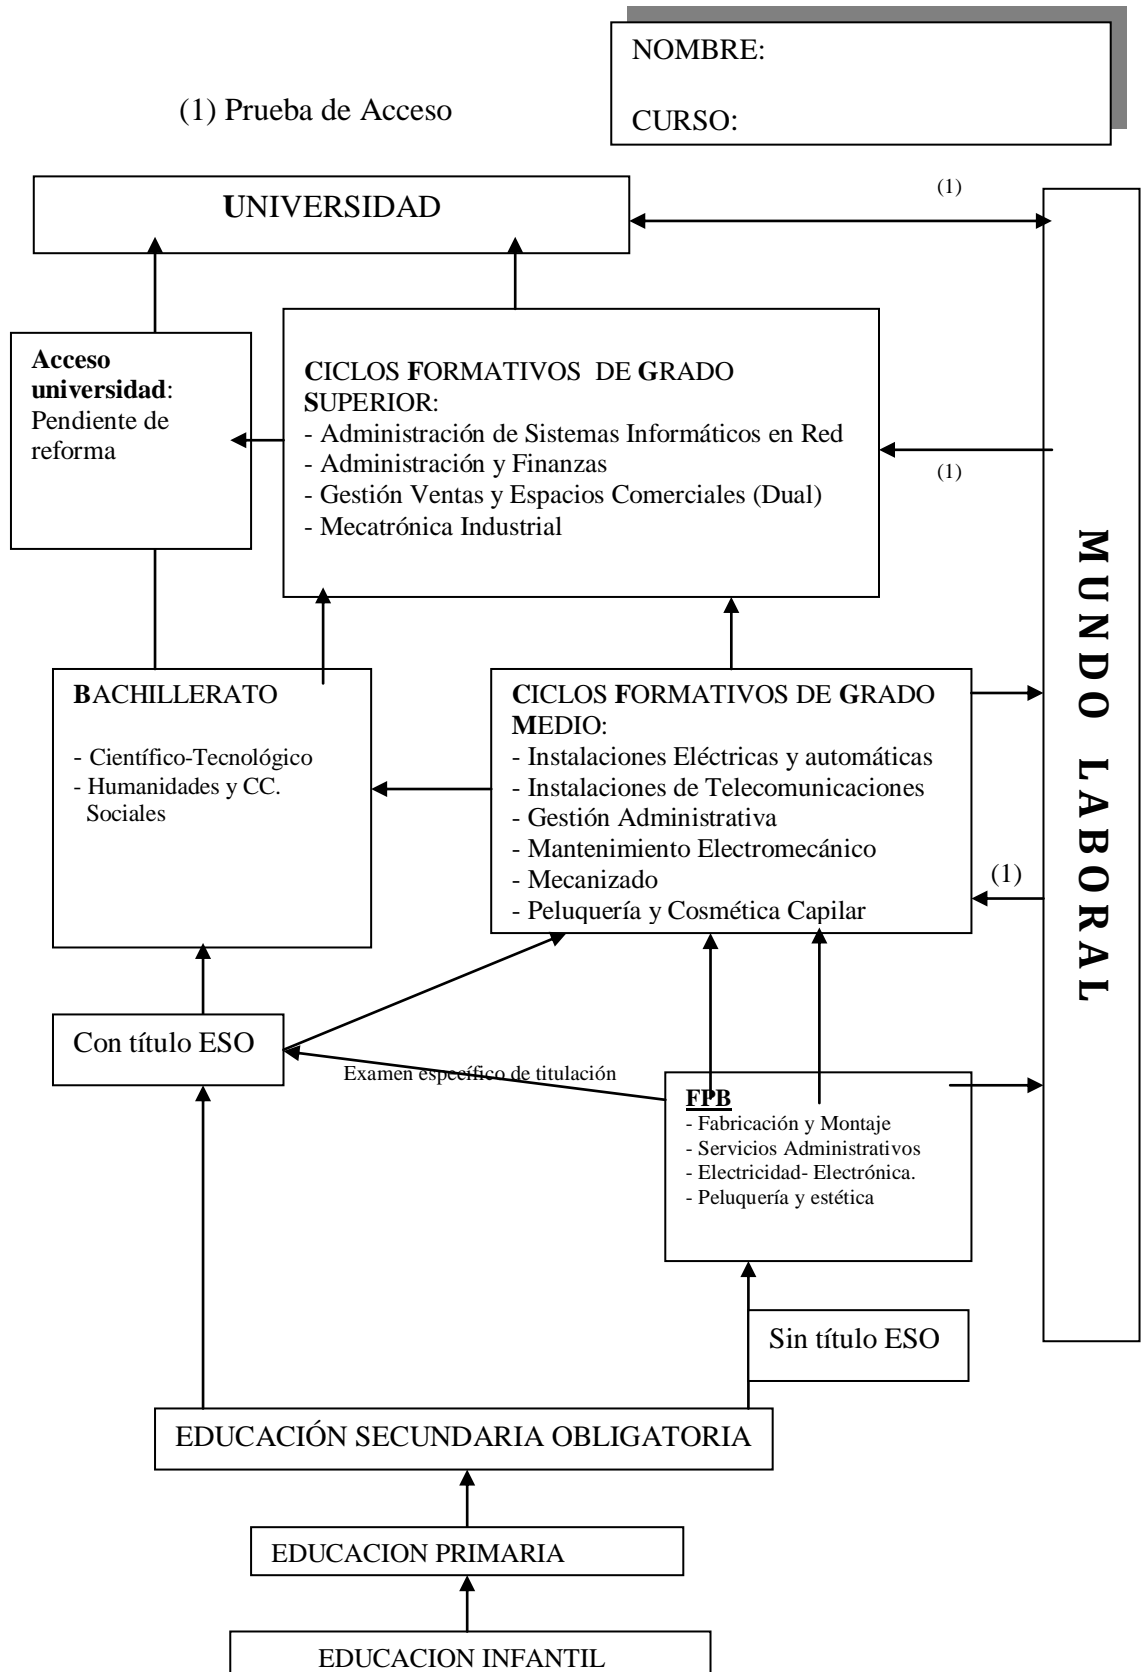 NOMBRE:
CURSO:
(1) Prueba de Acceso
UNIVERSIDAD
(1)
Acceso
universidad:
Pendiente de
reforma
CICLOS FORMATIVOS DE GRADO
SUPERIOR:
- Administración de Sistemas Informáticos en Red
- Administración y Finanzas
- Gestión Ventas y Espacios Comerciales (Dual)
- Mecatrónica Industrial
(1)
MUNDO LABORAL
BACHILLERATO
- Científico-Tecnológico
- Humanidades y CC.
Sociales
CICLOS FORMATIVOS DE GRADO
MEDIO:
- Instalaciones Eléctricas y automáticas
- Instalaciones de Telecomunicaciones
- Gestión Administrativa
- Mantenimiento Electromecánico
- Mecanizado
- Peluquería y Cosmética Capilar
(1)
Con título ESO
Examen específico de titulación
FPB
- Fabricación y Montaje
- Servicios Administrativos
- Electricidad- Electrónica.
- Peluquería y estética
Sin título ESO
EDUCACIÓN SECUNDARIA OBLIGATORIA
EDUCACION PRIMARIA
EDUCACION INFANTIL